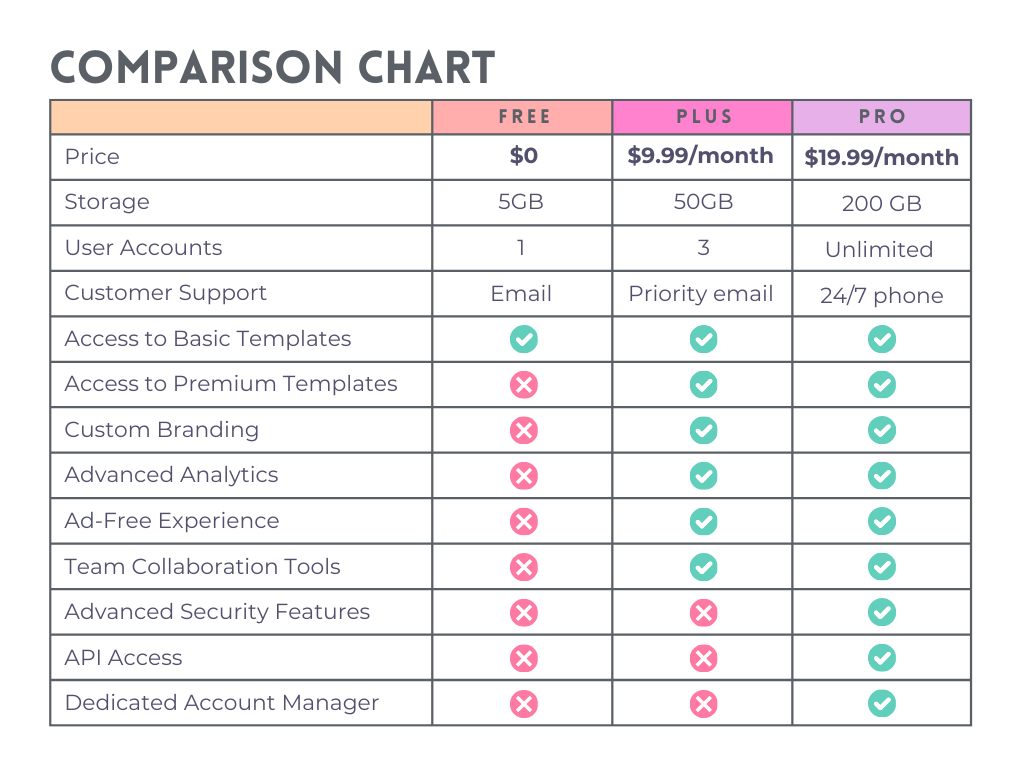 COMPARISON CHART
FREE PLUS PRO
Price $0 $9.99/month $19.99/month
Storage 5GB 50GB 200 GB
User Accounts 1 3 Unlimited
Customer Support Email Priority email 24/7 phone
Access to Basic Templates
Access to Premium Templates
Custom Branding
Advanced Analytics
Ad-Free Experience
Team Collaboration Tools
Advanced Security Features
API Access
Dedicated Account Manager